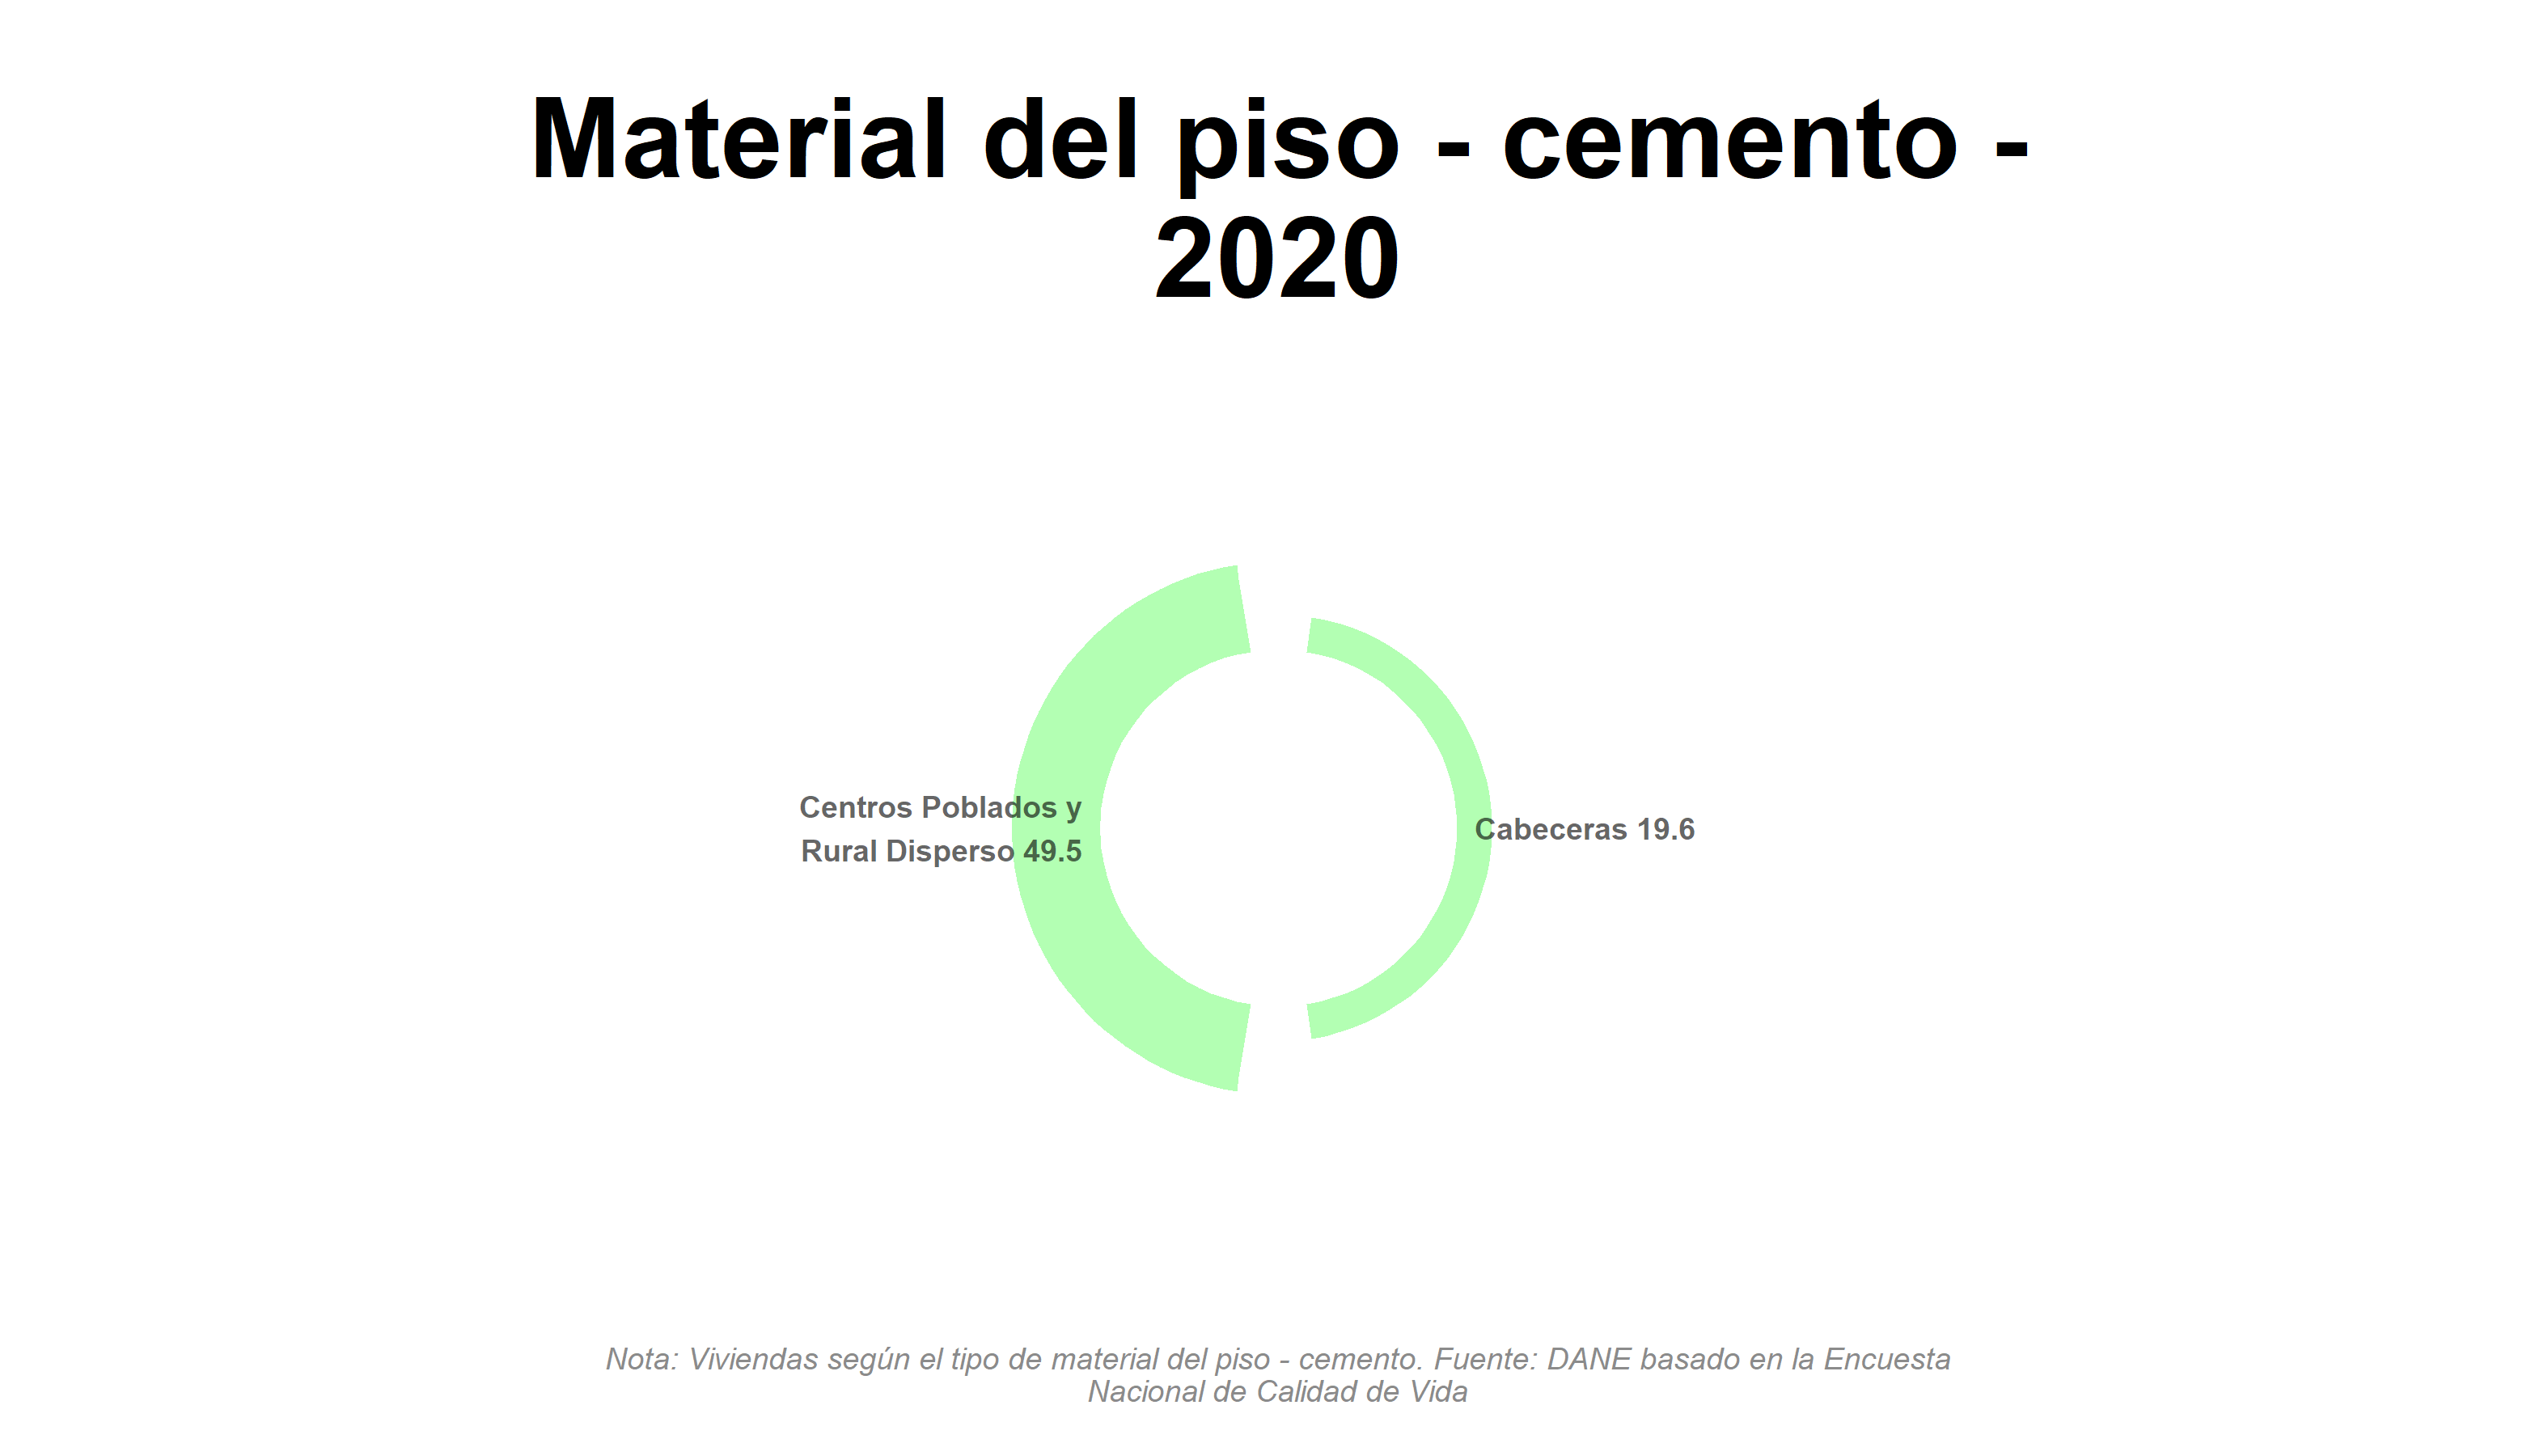 Material del piso - cemento -
2020
Centros Poblados y
Rural Disperso 49.5
Cabeceras 19.6
Nota: Viviendas según el tipo de material del piso - cemento. Fuente: DANE basado en la Encuesta
Nacional de Calidad de Vida